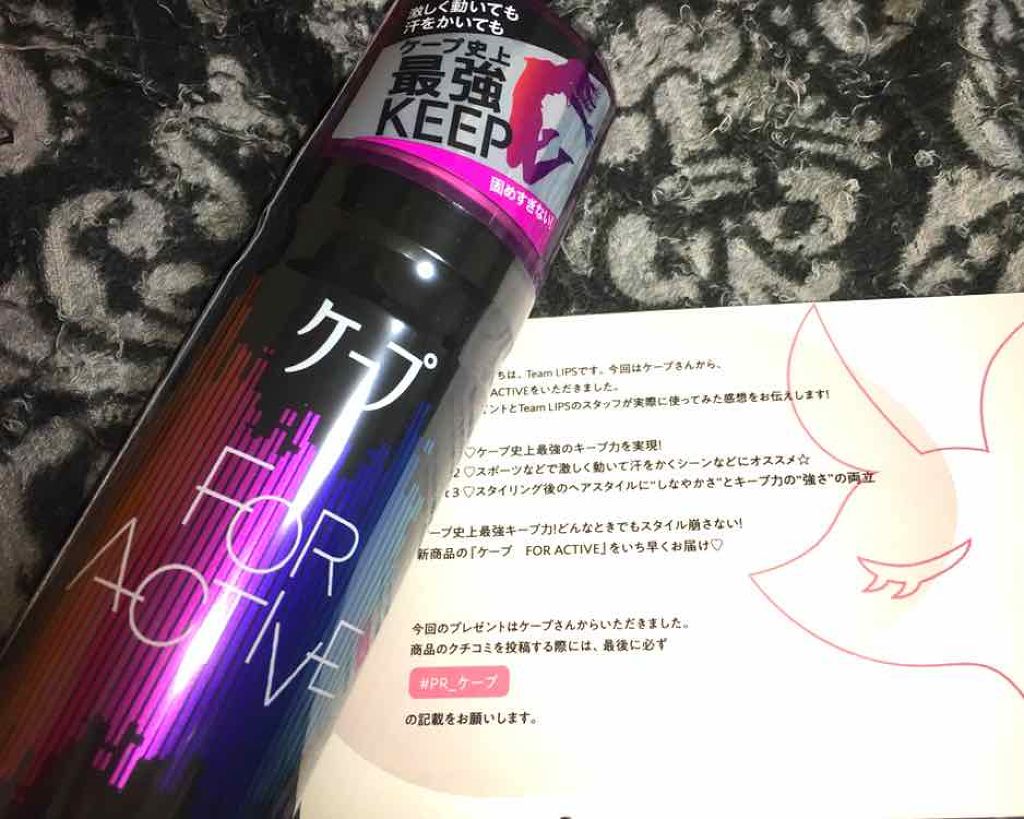 激しく動いても
汗をかいても
ケープ史上
最強
KEEP
固めすぎない!
ケープ
FOR
ACTIVE
ちは、Team LIPSです。今回はケープさんから、
ACTIVEをいただきました。
ントとTeam LIPSのスタッフが実際に使ってみた感想をお伝えします!
♡ケープ史上最強のキープ力を実現!
2 ♡スポーツなどで激しく動いて汗をかくシーンなどにオススメ☆
3 ♡スタイリング後のヘアスタイルに"しなやかさ"とキープ力の"強さ"の両立
ープ史上最強キープ力!どんなときでもスタイル崩さない!
新商品の『ケープ FOR ACTIVE』をいち早くお届け♡
今回のプレゼントはケープさんからいただきました。
商品のクチコミを投稿する際には、最後に必ず
#PR_ケープ
の記載をお願いします。